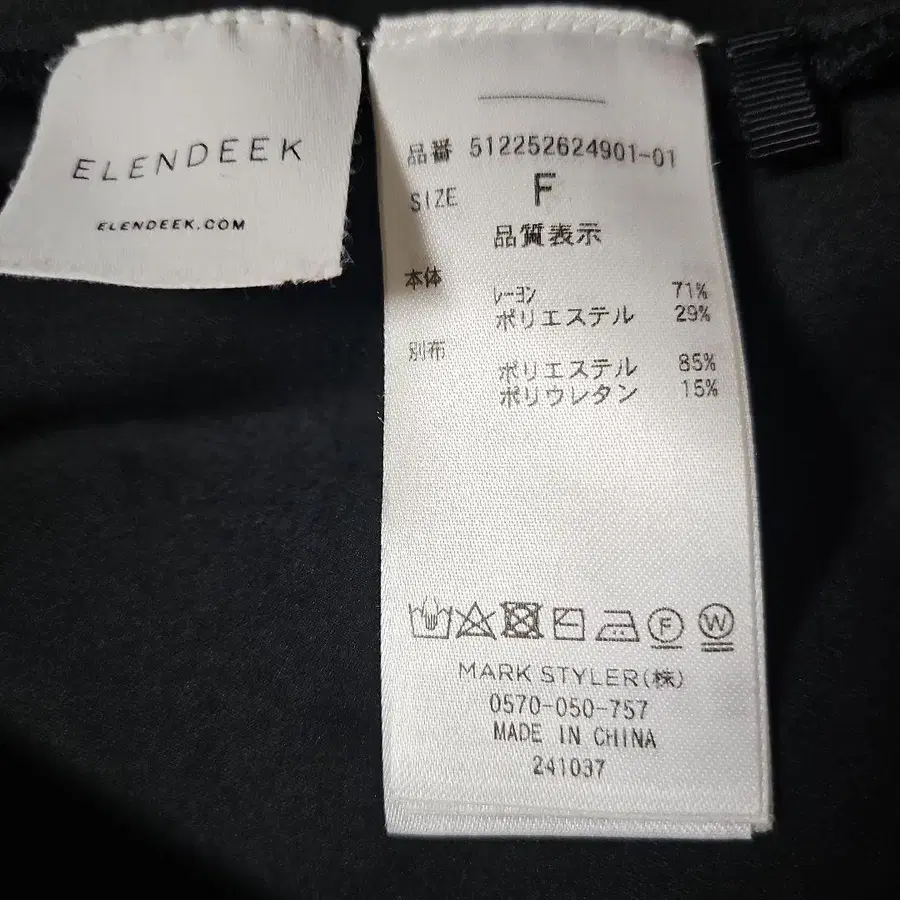 ELENDEEK
ELENDEEK.COM
品番 512252624901-01
SIZE F
品質表示
本体
レーヨン 71%
ポリエステル 29%
別布
ポリエステル 85%
ポリウレタン 15%
F W
MARK STYLER(株)
0570-050-757
MADE IN CHINA
241037